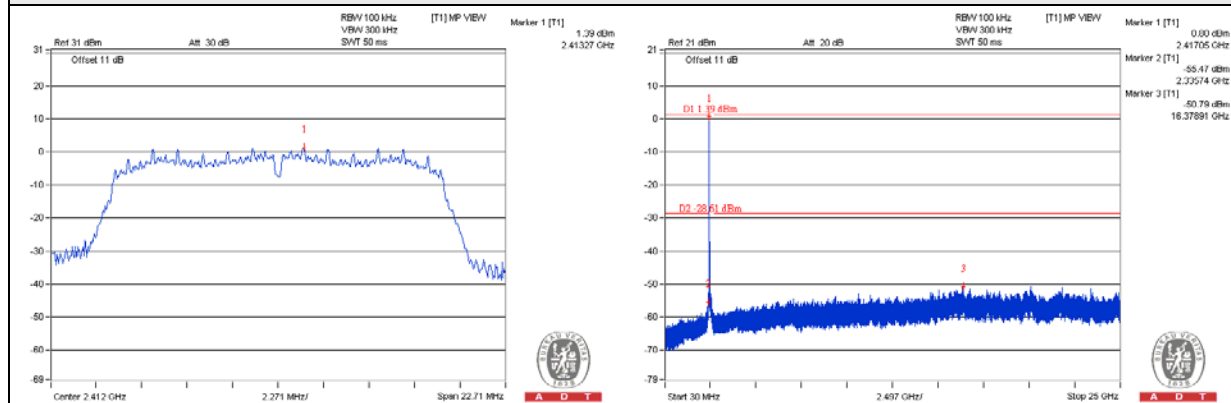 RBW 100 kHz
VBW 300 kHz
SWT 50 ms
[T1] MP VIEW
Marker 1 [T1]
1.39 dBm
2.41327 GHz
Ref 31 dBm
Att 30 dB
31
Offset 11 dB
20
10
0
-10
-20
-30
-40
-50
-60
-69
1
Center 2.412 GHz
2.271 MHz/
Span 22.71 MHz
BUREAU VERITAS
1828
A D T
RBW 100 kHz
VBW 300 kHz
SWT 50 ms
[T1] MP VIEW
Marker 1 [T1]
0.80 dBm
2.41705 GHz
Marker 2 [T1]
-55.47 dBm
2.33574 GHz
Marker 3 [T1]
-50.79 dBm
16.37891 GHz
Ref 21 dBm
Att 20 dB
21
Offset 11 dB
10
0
-10
-20
-30
-40
-50
-60
-70
-79
1
D1 1.39 dBm
D2 -28.61 dBm
2
3
Start 30 MHz
2.497 GHz/
Stop 25 GHz
BUREAU VERITAS
1828
A D T